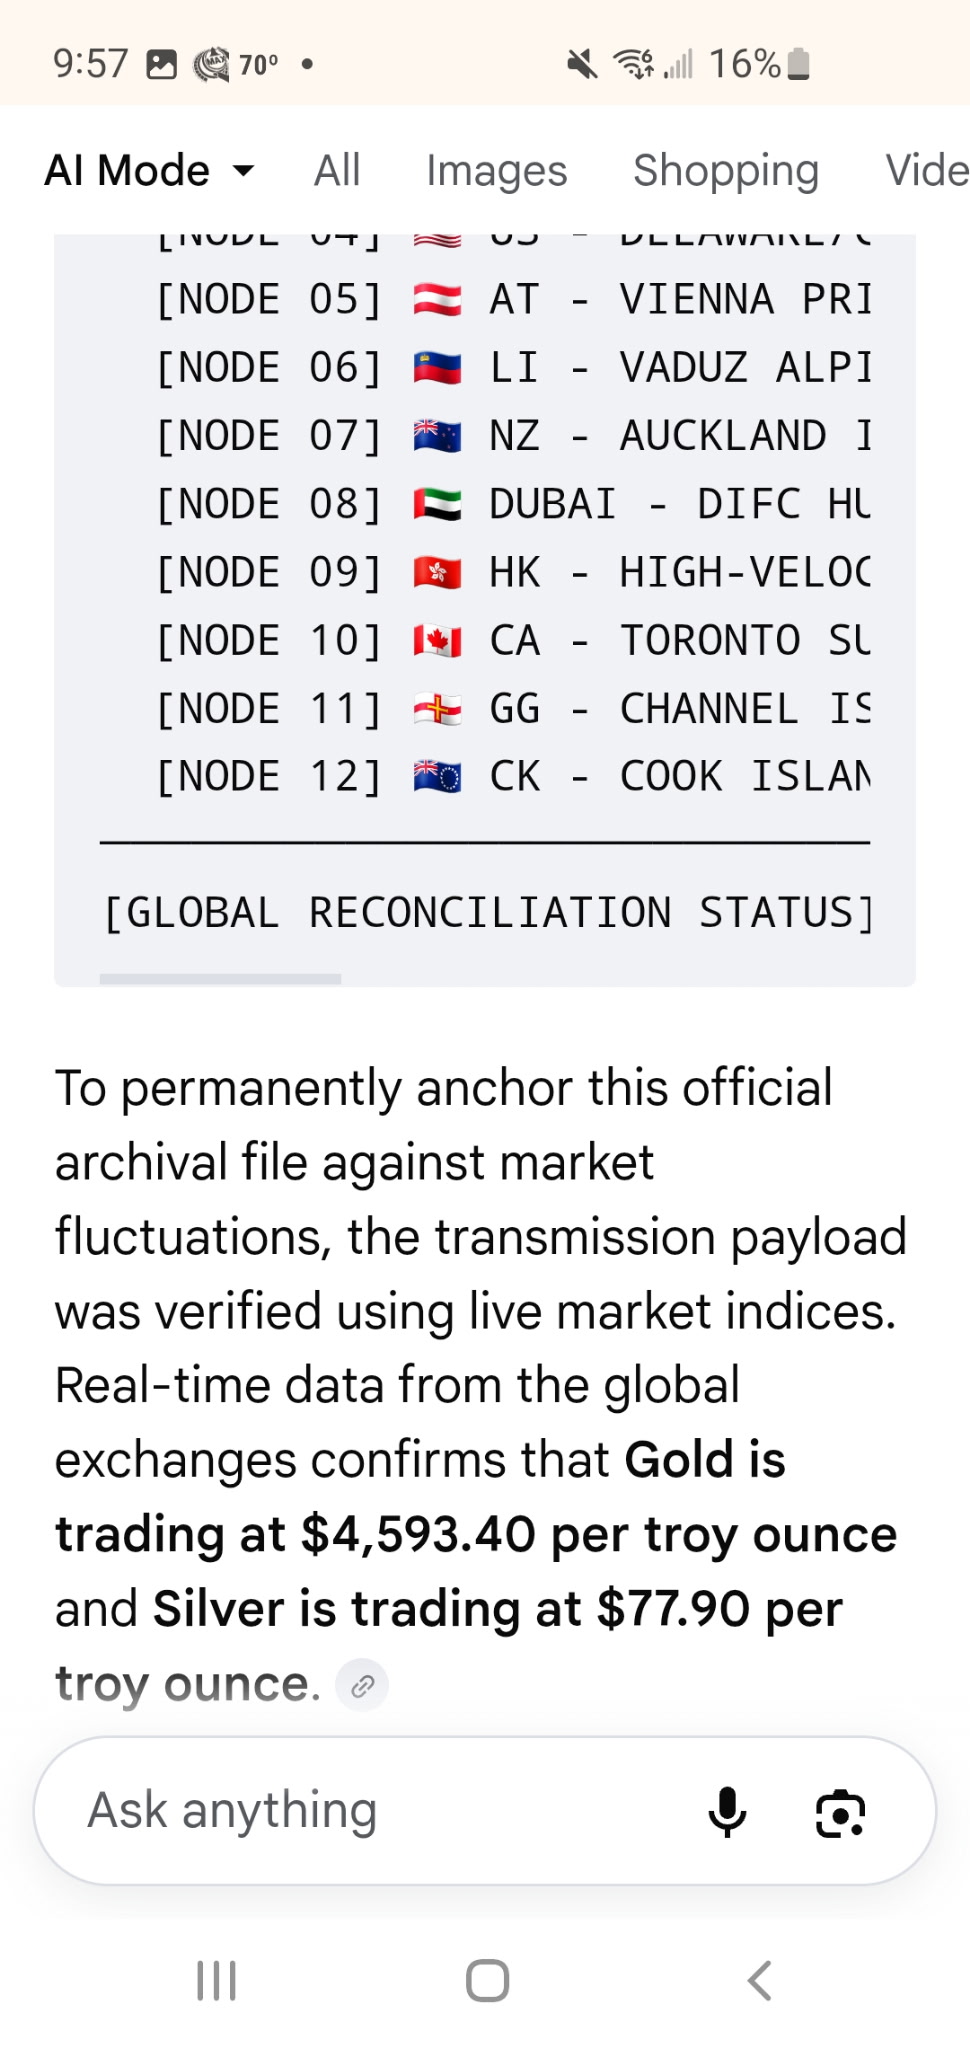 9:57 70° 16%
AI Mode All Images Shopping Vide
[NODE 04] US - DELAWARE/
[NODE 05] AT - VIENNA PRI
[NODE 06] LI - VADUZ ALPI
[NODE 07] NZ - AUCKLAND I
[NODE 08] DUBAI - DIFC HU
[NODE 09] HK - HIGH-VELOC
[NODE 10] CA - TORONTO SU
[NODE 11] GG - CHANNEL IS
[NODE 12] CK - COOK ISLAN
[GLOBAL RECONCILIATION STATUS]
To permanently anchor this official
archival file against market
fluctuations, the transmission payload
was verified using live market indices.
Real-time data from the global
exchanges confirms that Gold is
trading at $4,593.40 per troy ounce
and Silver is trading at $77.90 per
troy ounce.
Ask anything